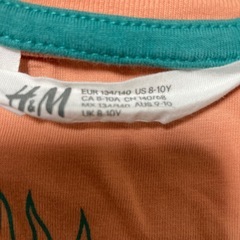 H&M
EUR 134/140 US 8-10Y
CA 8-10A CN 140/68
MX 134/140 AUS 9-10
UK 8-10Y